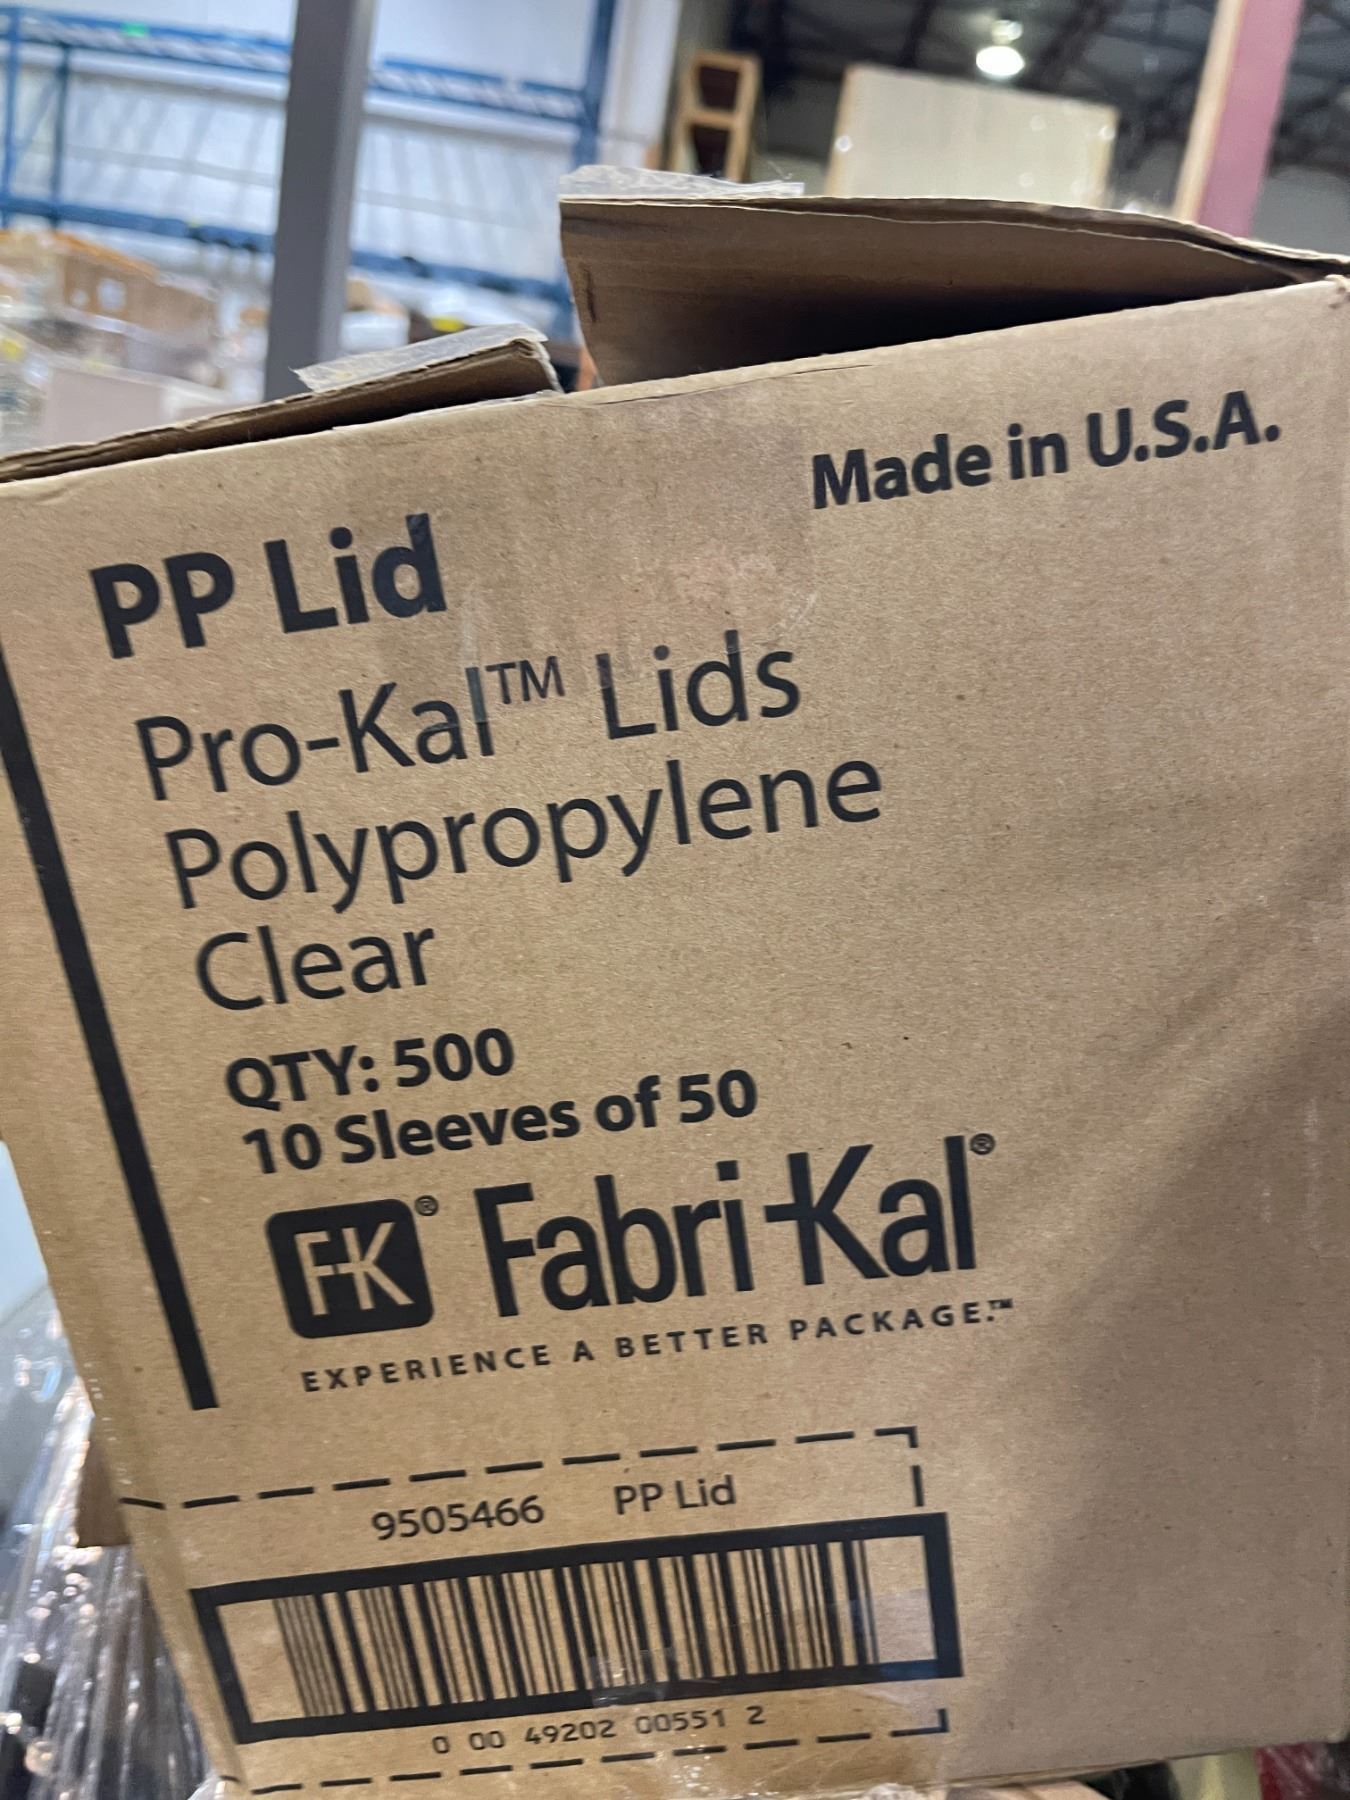 Made in U.S.A.
PP Lid
Pro-Kal™ Lids
Polypropylene
Clear
QTY: 500
10 Sleeves of 50
FK® Fabri-Kal®
EXPERIENCE A BETTER PACKAGE.™
9505466 PP Lid
0 00 49202 00551 2